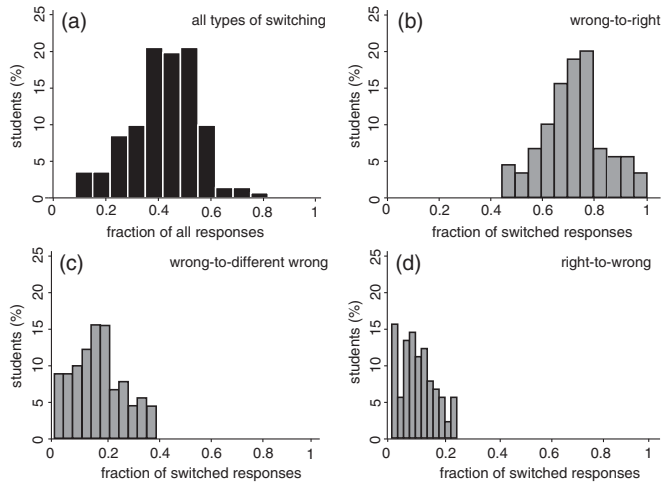 (a)
all types of switching
students (%)
0 5 10 15 20 25
0 0.2 0.4 0.6 0.8 1
fraction of all responses
(b)
wrong-to-right
students (%)
0 5 10 15 20 25
0 0.2 0.4 0.6 0.8 1
fraction of switched responses
(c)
wrong-to-different wrong
students (%)
0 5 10 15 20 25
0 0.2 0.4 0.6 0.8 1
fraction of switched responses
(d)
right-to-wrong
students (%)
0 5 10 15 20 25
0 0.2 0.4 0.6 0.8 1
fraction of switched responses